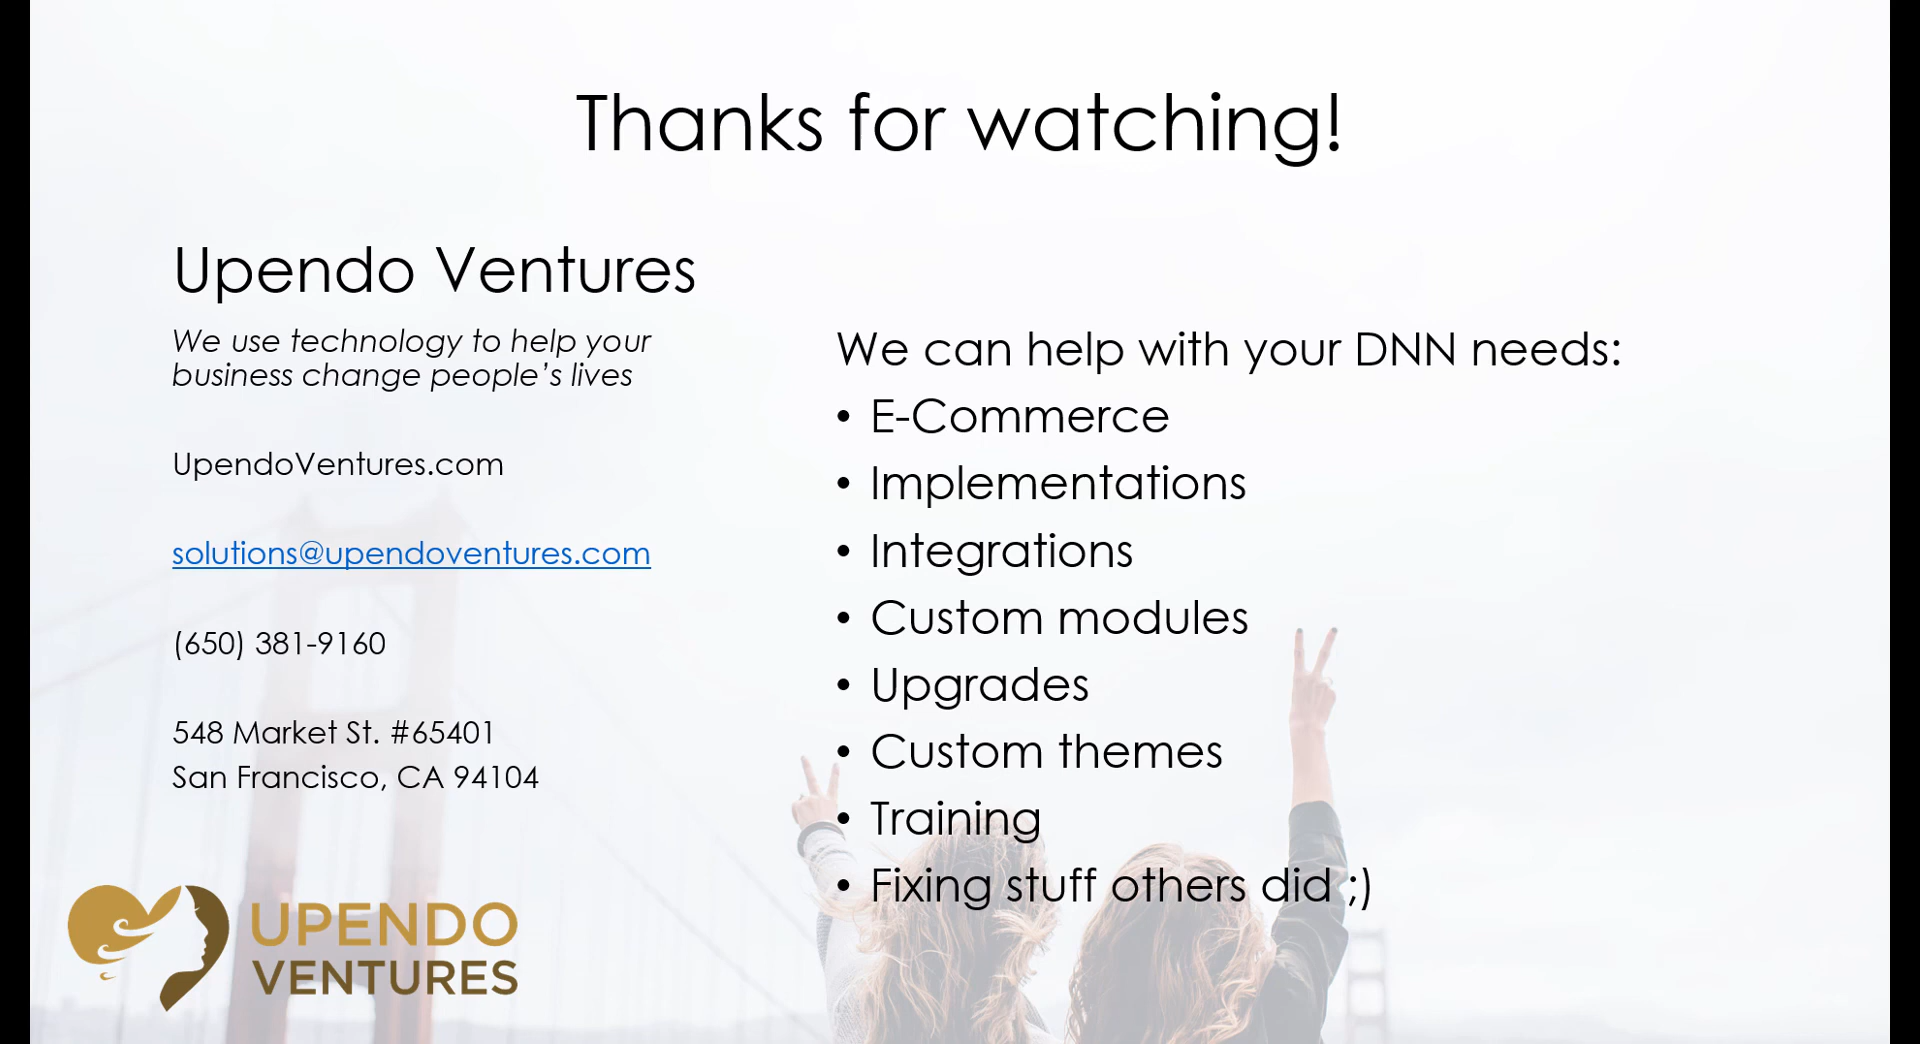 Thanks for watching!
Upendo Ventures
We use technology to help your
business change people's lives
UpendoVentures.com
solutions@upendoventures.com
(650) 381-9160
548 Market St. #65401
San Francisco, CA 94104
We can help with your DNN needs:
• E-Commerce
• Implementations
• Integrations
• Custom modules
• Upgrades
• Custom themes
• Training
• Fixing stuff others did ;)
UPENDO
VENTURES